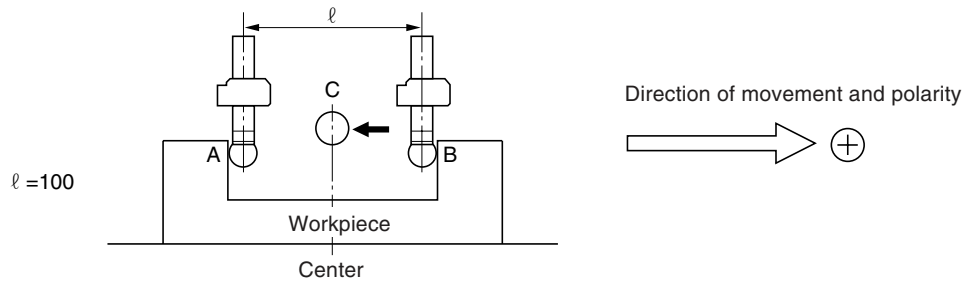 ℓ
C
Direction of movement and polarity
A
B
ℓ =100
Workpiece
Center